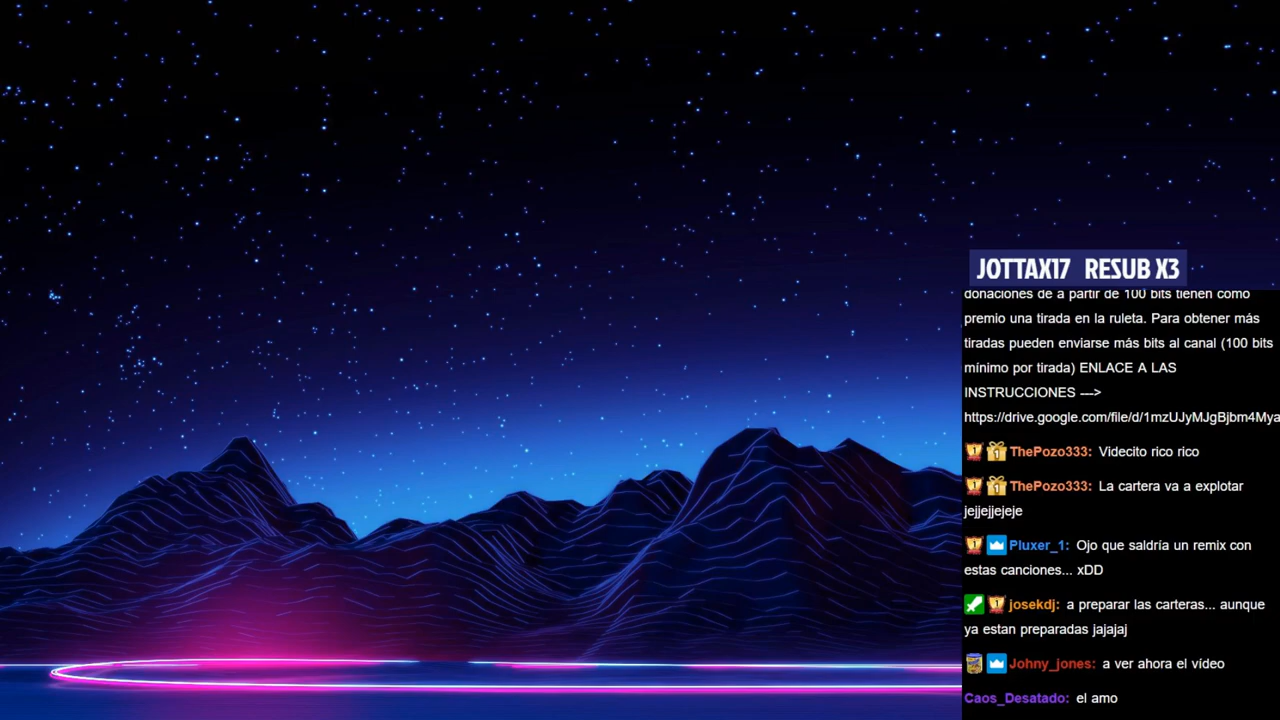 JOTTAX17 RESUB X3
donaciones de a partir de 100 bits tienen como
premio una tirada en la ruleta. Para obtener más
tiradas pueden enviarse más bits al canal (100 bits
mínimo por tirada) ENLACE A LAS
INSTRUCCIONES --->
https://drive.google.com/file/d/1mzUJyMJgBjbm4Mya
ThePozo333: Videcito rico rico
ThePozo333: La cartera va a explotar
jejjejjejeje
Pluxer_1: Ojo que saldría un remix con
estas canciones... xDD
josekdj: a preparar las carteras... aunque
ya estan preparadas jajajaj
Johny_jones: a ver ahora el vídeo
Caos_Desatado: el amo